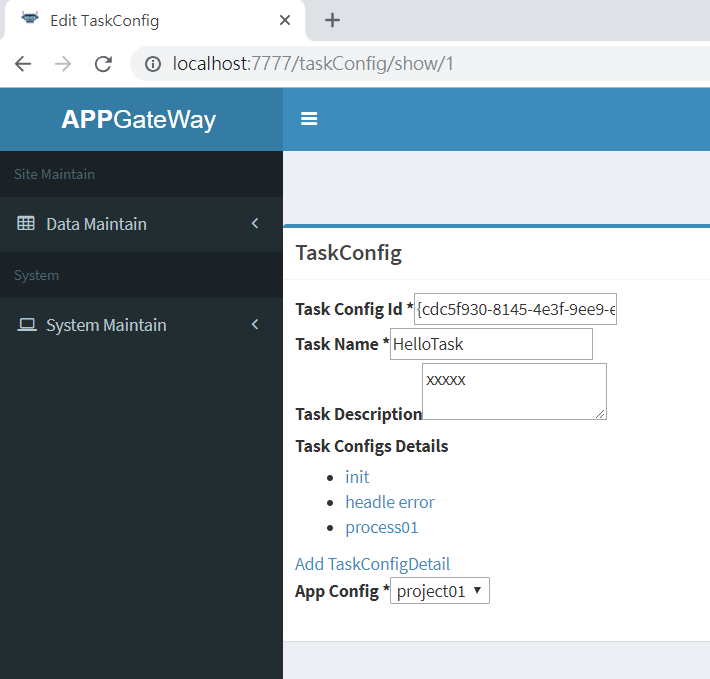 Edit TaskConfig
localhost:7777/taskConfig/show/1
APPGateWay
Site Maintain
Data Maintain
System
System Maintain
TaskConfig
Task Config Id * {cdc5f930-8145-4e3f-9ee9-e
Task Name * HelloTask
xxxxx
Task Description
Task Configs Details
init
headle error
process01
Add TaskConfigDetail
App Config * project01